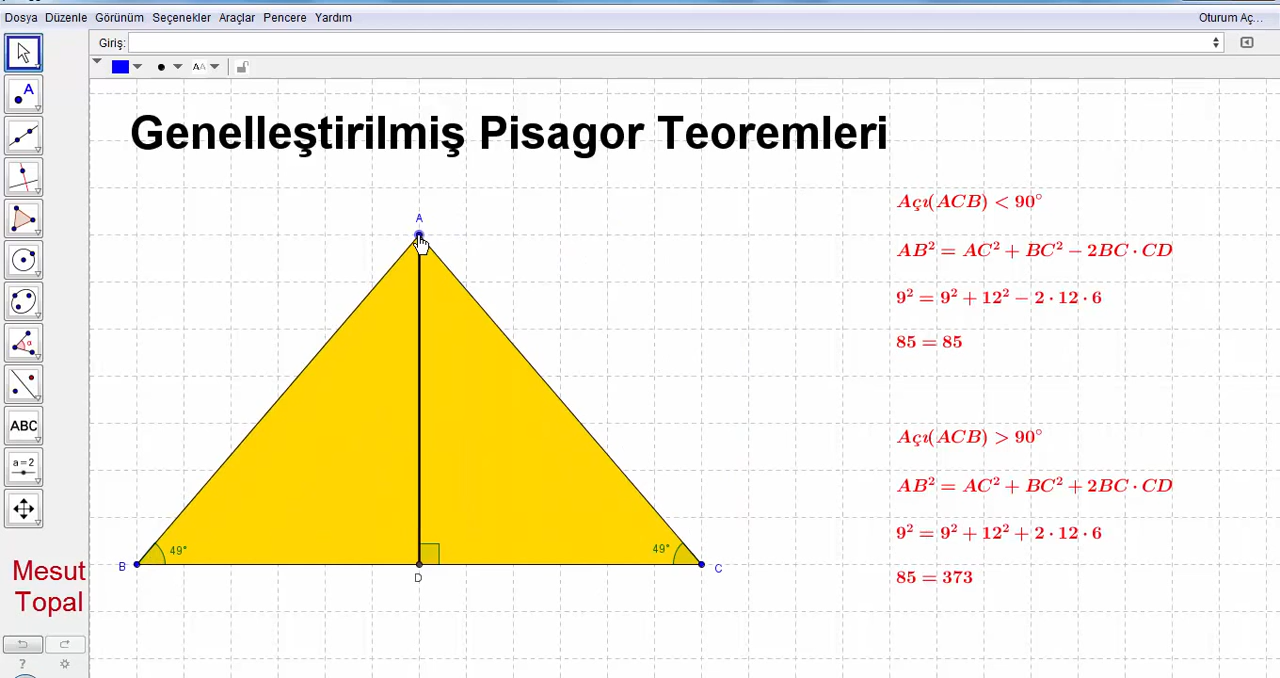 Dosya Düzenle Görünüm Seçenekler Araçlar Pencere Yardım Oturum Aç...
Giriş:
AA
A
α
ABC
a=2
Genelleştirilmiş Pisagor Teoremleri
A
49°
49°
B
D
C
Açı(ACB) < 90°
AB² = AC² + BC² − 2BC · CD
9² = 9² + 12² − 2 · 12 · 6
85 = 85
Açı(ACB) > 90°
AB² = AC² + BC² + 2BC · CD
9² = 9² + 12² + 2 · 12 · 6
85 = 373
Mesut
Topal
?